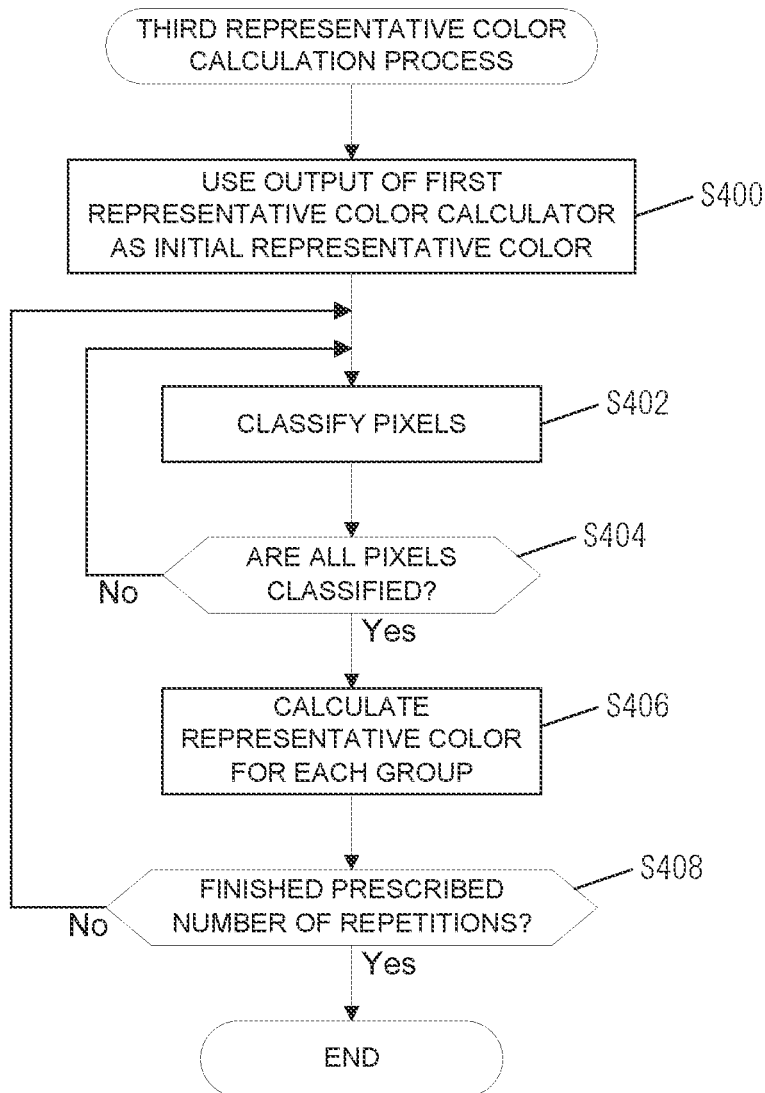 THIRD REPRESENTATIVE COLOR
CALCULATION PROCESS
USE OUTPUT OF FIRST
REPRESENTATIVE COLOR CALCULATOR
AS INITIAL REPRESENTATIVE COLOR
S400
CLASSIFY PIXELS
S402
ARE ALL PIXELS
CLASSIFIED?
S404
No
Yes
CALCULATE
REPRESENTATIVE COLOR
FOR EACH GROUP
S406
FINISHED PRESCRIBED
NUMBER OF REPETITIONS?
S408
No
Yes
END